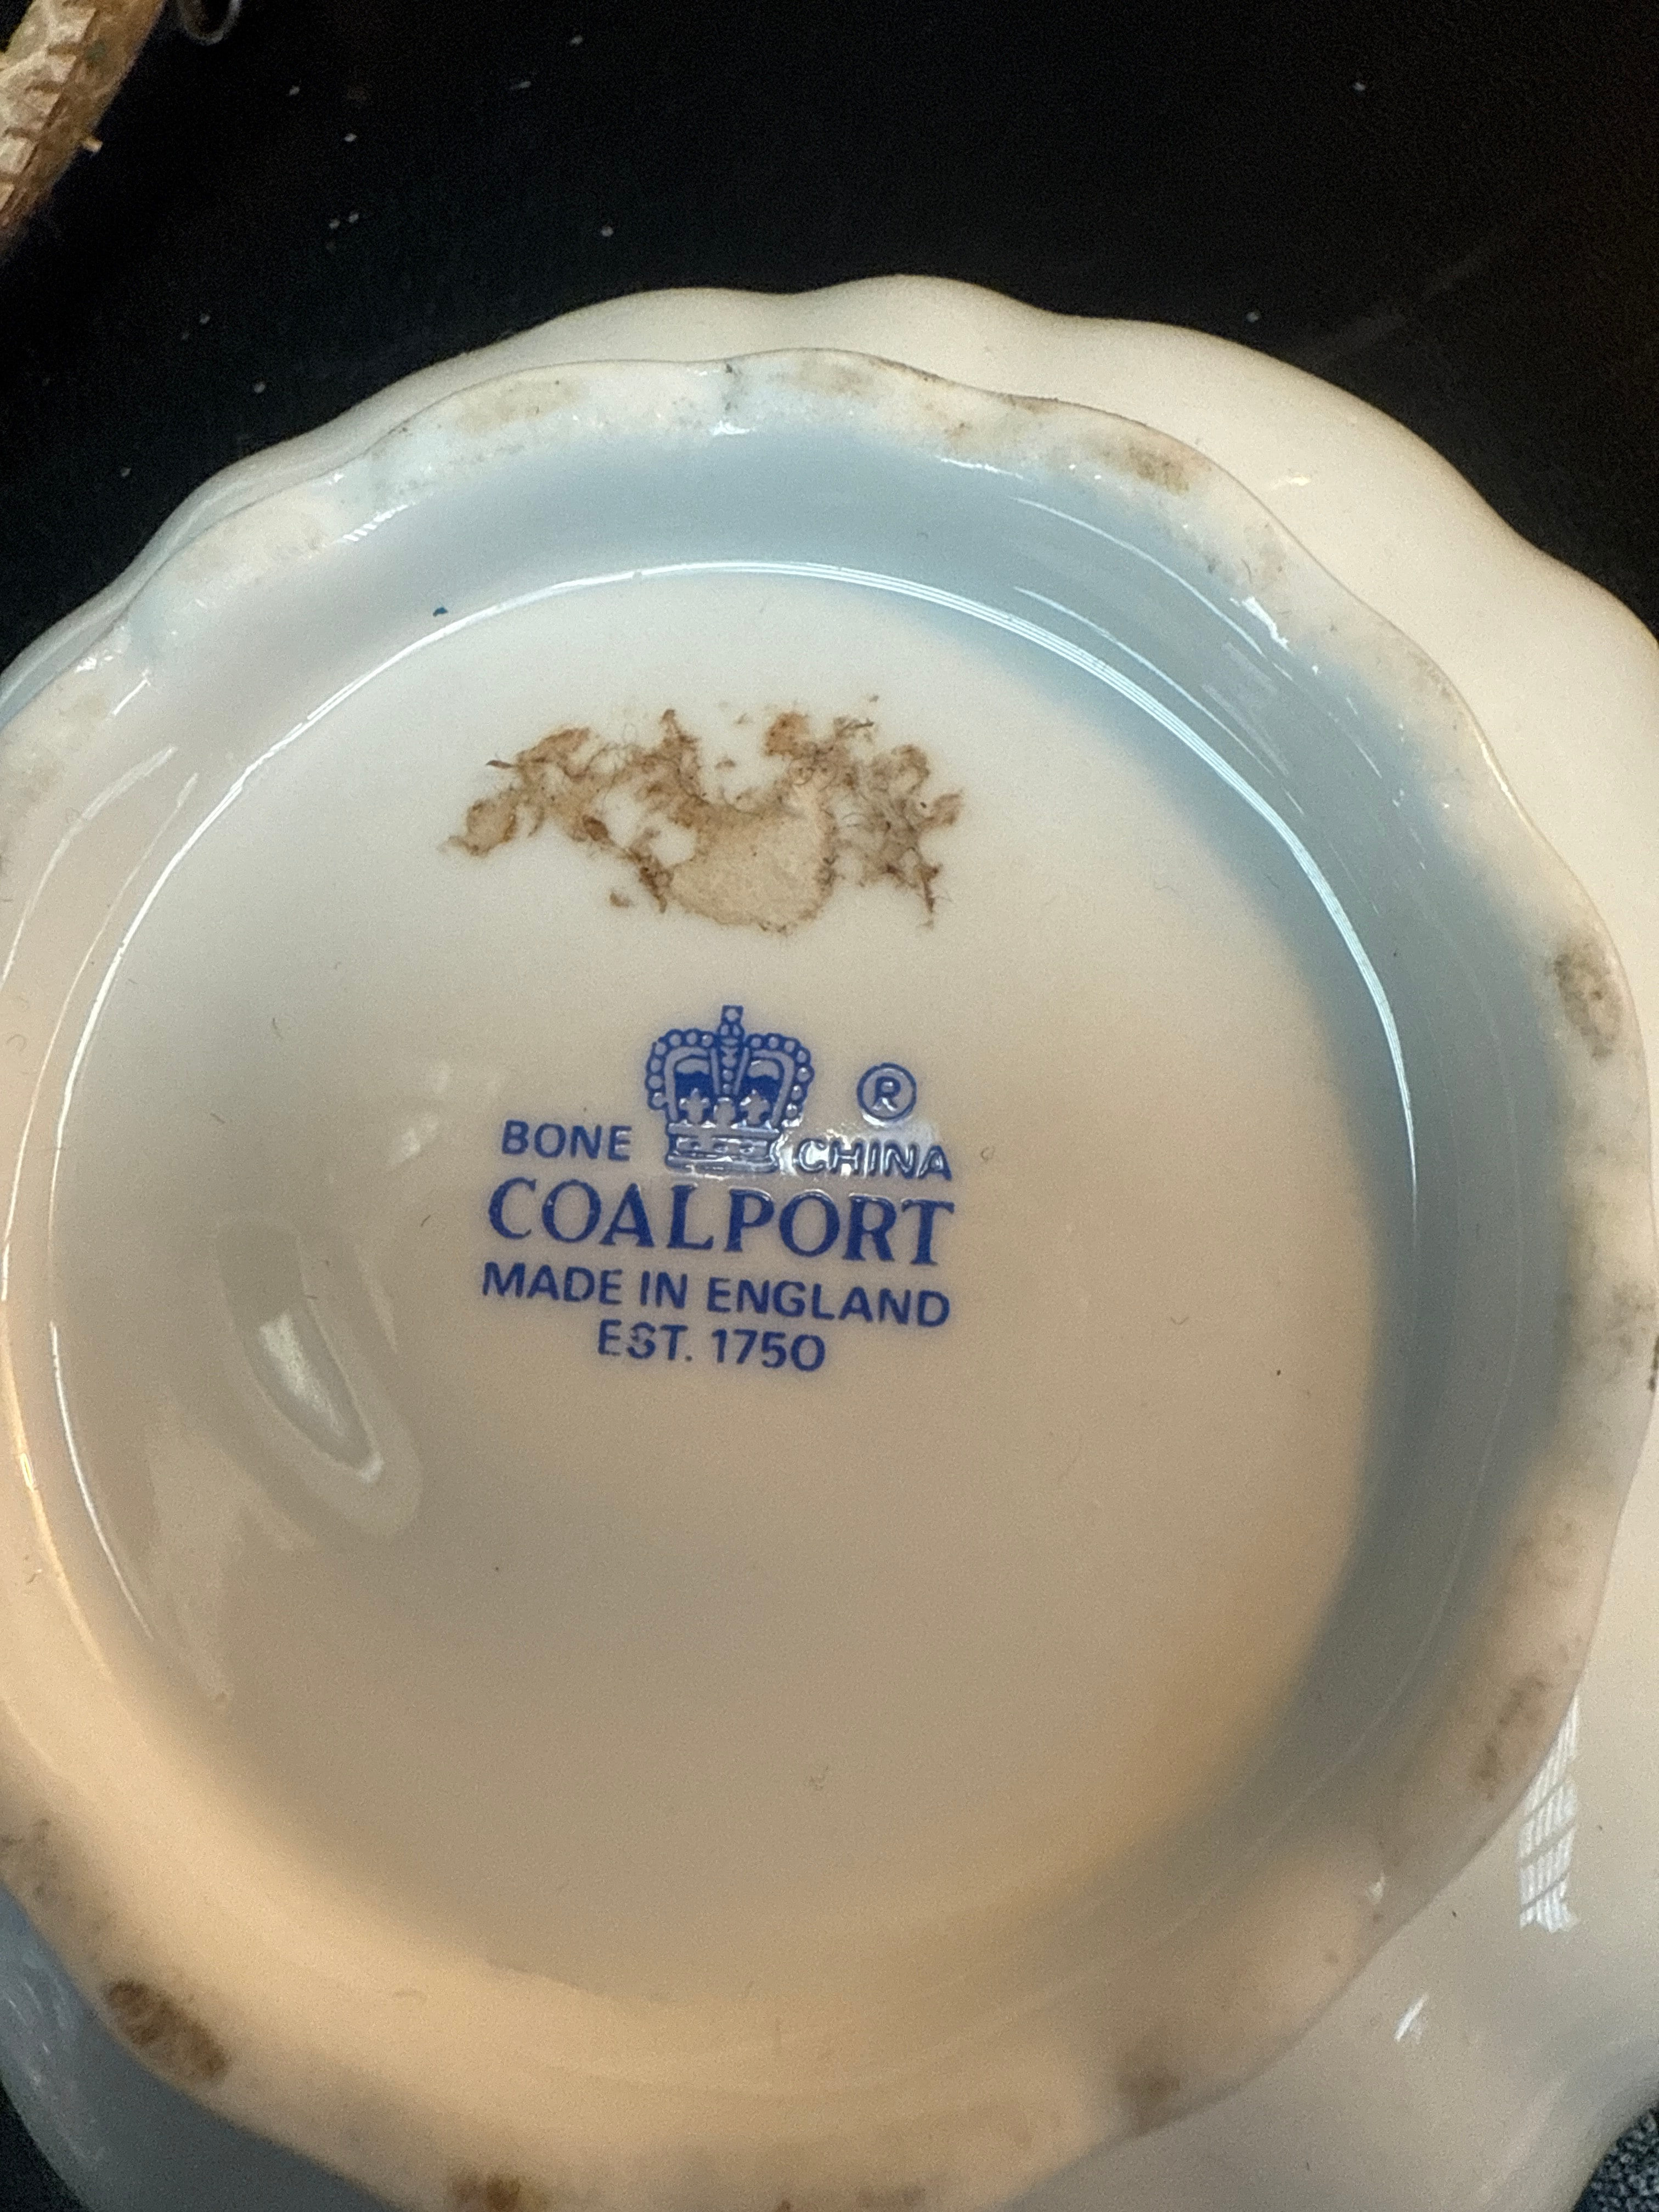 ®
BONE CHINA
COALPORT
MADE IN ENGLAND
EST. 1750